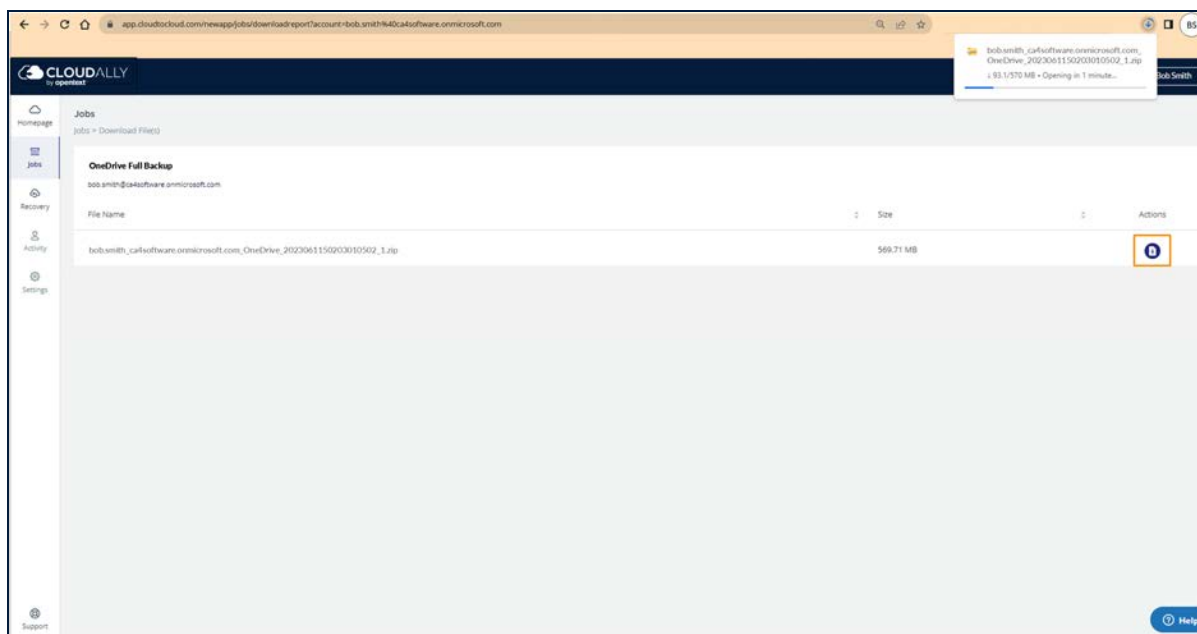 app.cloudtocloud.com/newapp/jobs/downloadreport?account=bob.smith%40ca4software.onmicrosoft.com
BS
bob.smith_ca4software.onmicrosoft.com_
OneDrive_2023061150203010502_1.zip
↓ 93.1/570 MB • Opening in 1 minute...
CLOUDALLY
by opentext
Bob Smith
Homepage
Jobs
Recovery
Activity
Settings
Support
Jobs
Jobs > Download File(s)
OneDrive Full Backup
bob.smith@ca4software.onmicrosoft.com
File Name
Size
Actions
bob.smith_ca4software.onmicrosoft.com_OneDrive_2023061150203010502_1.zip
569.71 MB
Help